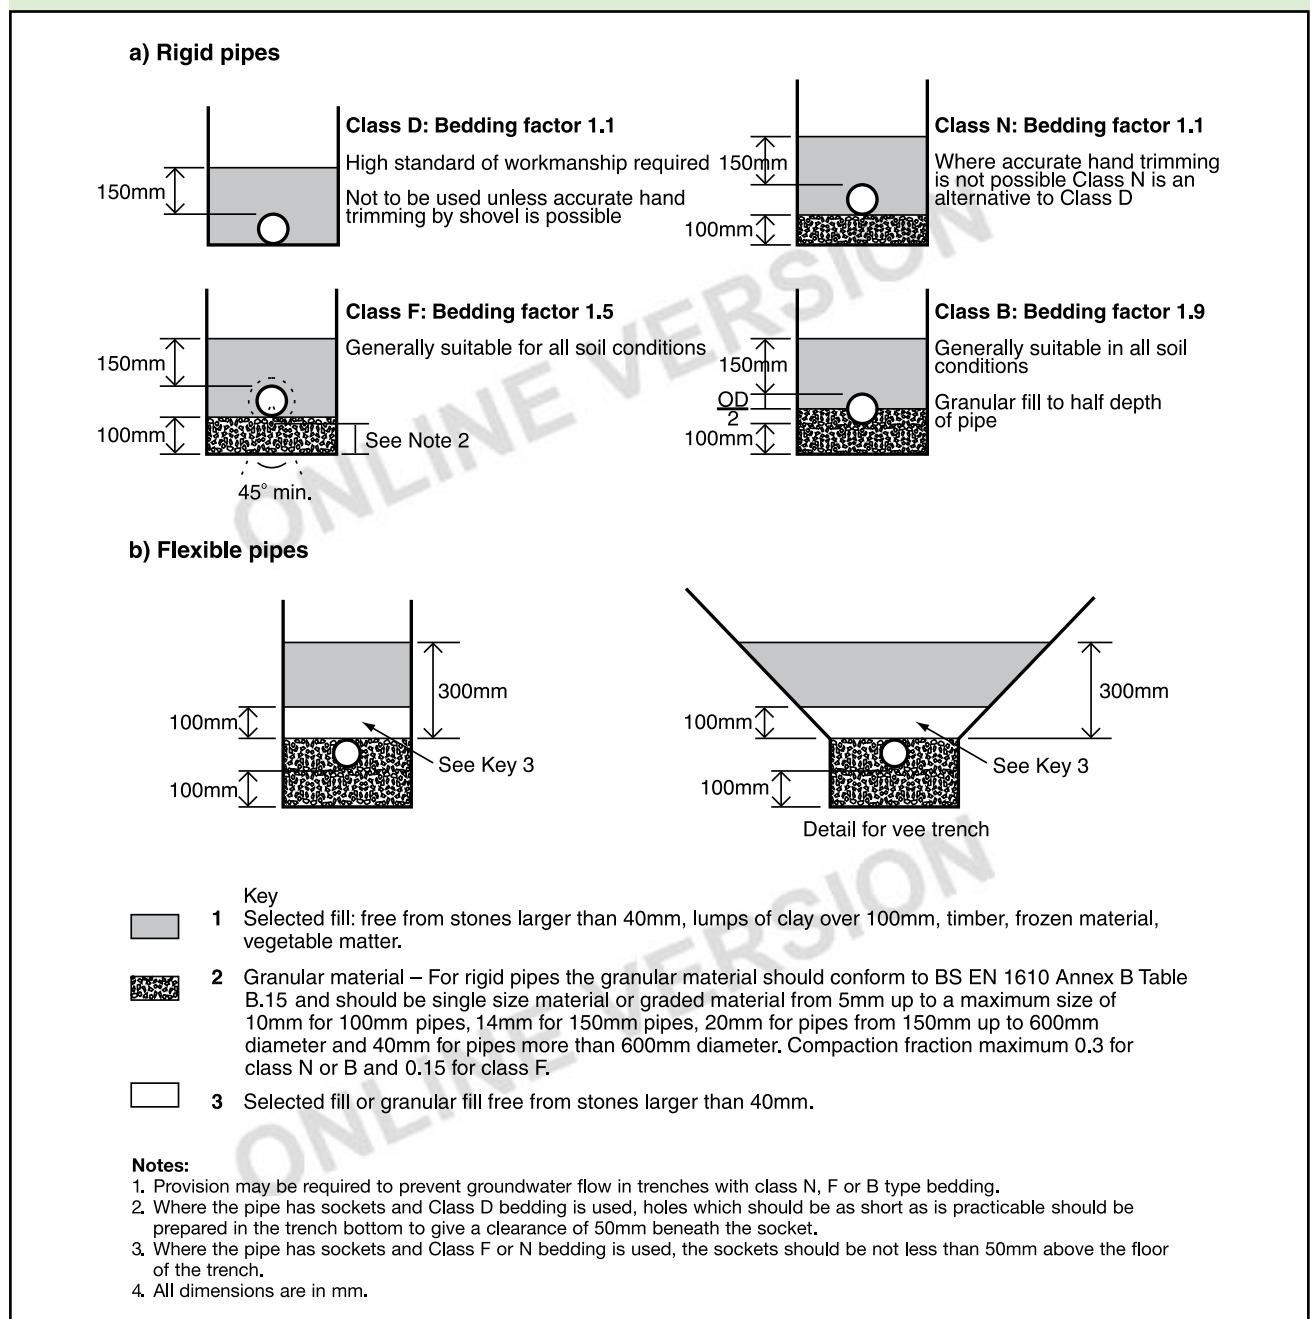 a) Rigid pipes
Class D: Bedding factor 1.1
High standard of workmanship required
Not to be used unless accurate hand
trimming by shovel is possible
150mm
Class N: Bedding factor 1.1
Where accurate hand trimming
is not possible Class N is an
alternative to Class D
150mm
100mm
Class F: Bedding factor 1.5
Generally suitable for all soil conditions
150mm
100mm
See Note 2
45° min.
Class B: Bedding factor 1.9
Generally suitable in all soil
conditions
Granular fill to half depth
of pipe
150mm
OD
2
100mm
ONLINE VERSION
b) Flexible pipes
300mm
100mm
See Key 3
100mm
300mm
100mm
See Key 3
100mm
Detail for vee trench
Key
1 Selected fill: free from stones larger than 40mm, lumps of clay over 100mm, timber, frozen material,
vegetable matter.
2 Granular material – For rigid pipes the granular material should conform to BS EN 1610 Annex B Table
B.15 and should be single size material or graded material from 5mm up to a maximum size of
10mm for 100mm pipes, 14mm for 150mm pipes, 20mm for pipes from 150mm up to 600mm
diameter and 40mm for pipes more than 600mm diameter. Compaction fraction maximum 0.3 for
class N or B and 0.15 for class F.
3 Selected fill or granular fill free from stones larger than 40mm.
ONLINE VERSION
Notes:
1. Provision may be required to prevent groundwater flow in trenches with class N, F or B type bedding.
2. Where the pipe has sockets and Class D bedding is used, holes which should be as short as is practicable should be
prepared in the trench bottom to give a clearance of 50mm beneath the socket.
3. Where the pipe has sockets and Class F or N bedding is used, the sockets should be not less than 50mm above the floor
of the trench.
4. All dimensions are in mm.